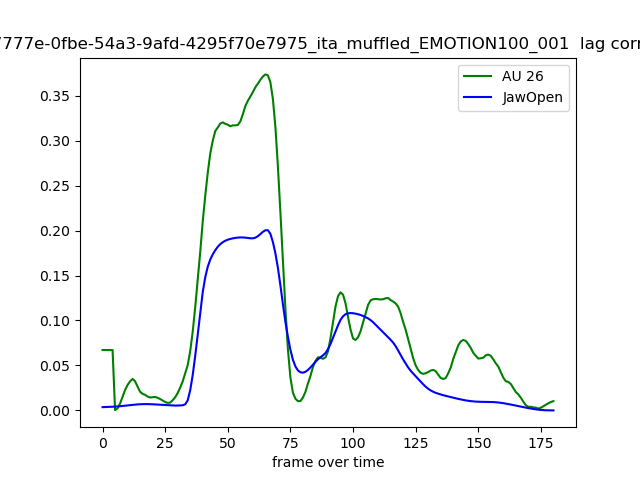 7777e-0fbe-54a3-9afd-4295f70e7975_ita_muffled_EMOTION100_001 lag corr
AU 26
JawOpen
0.35
0.30
0.25
0.20
0.15
0.10
0.05
0.00
0 25 50 75 100 125 150 175
frame over time